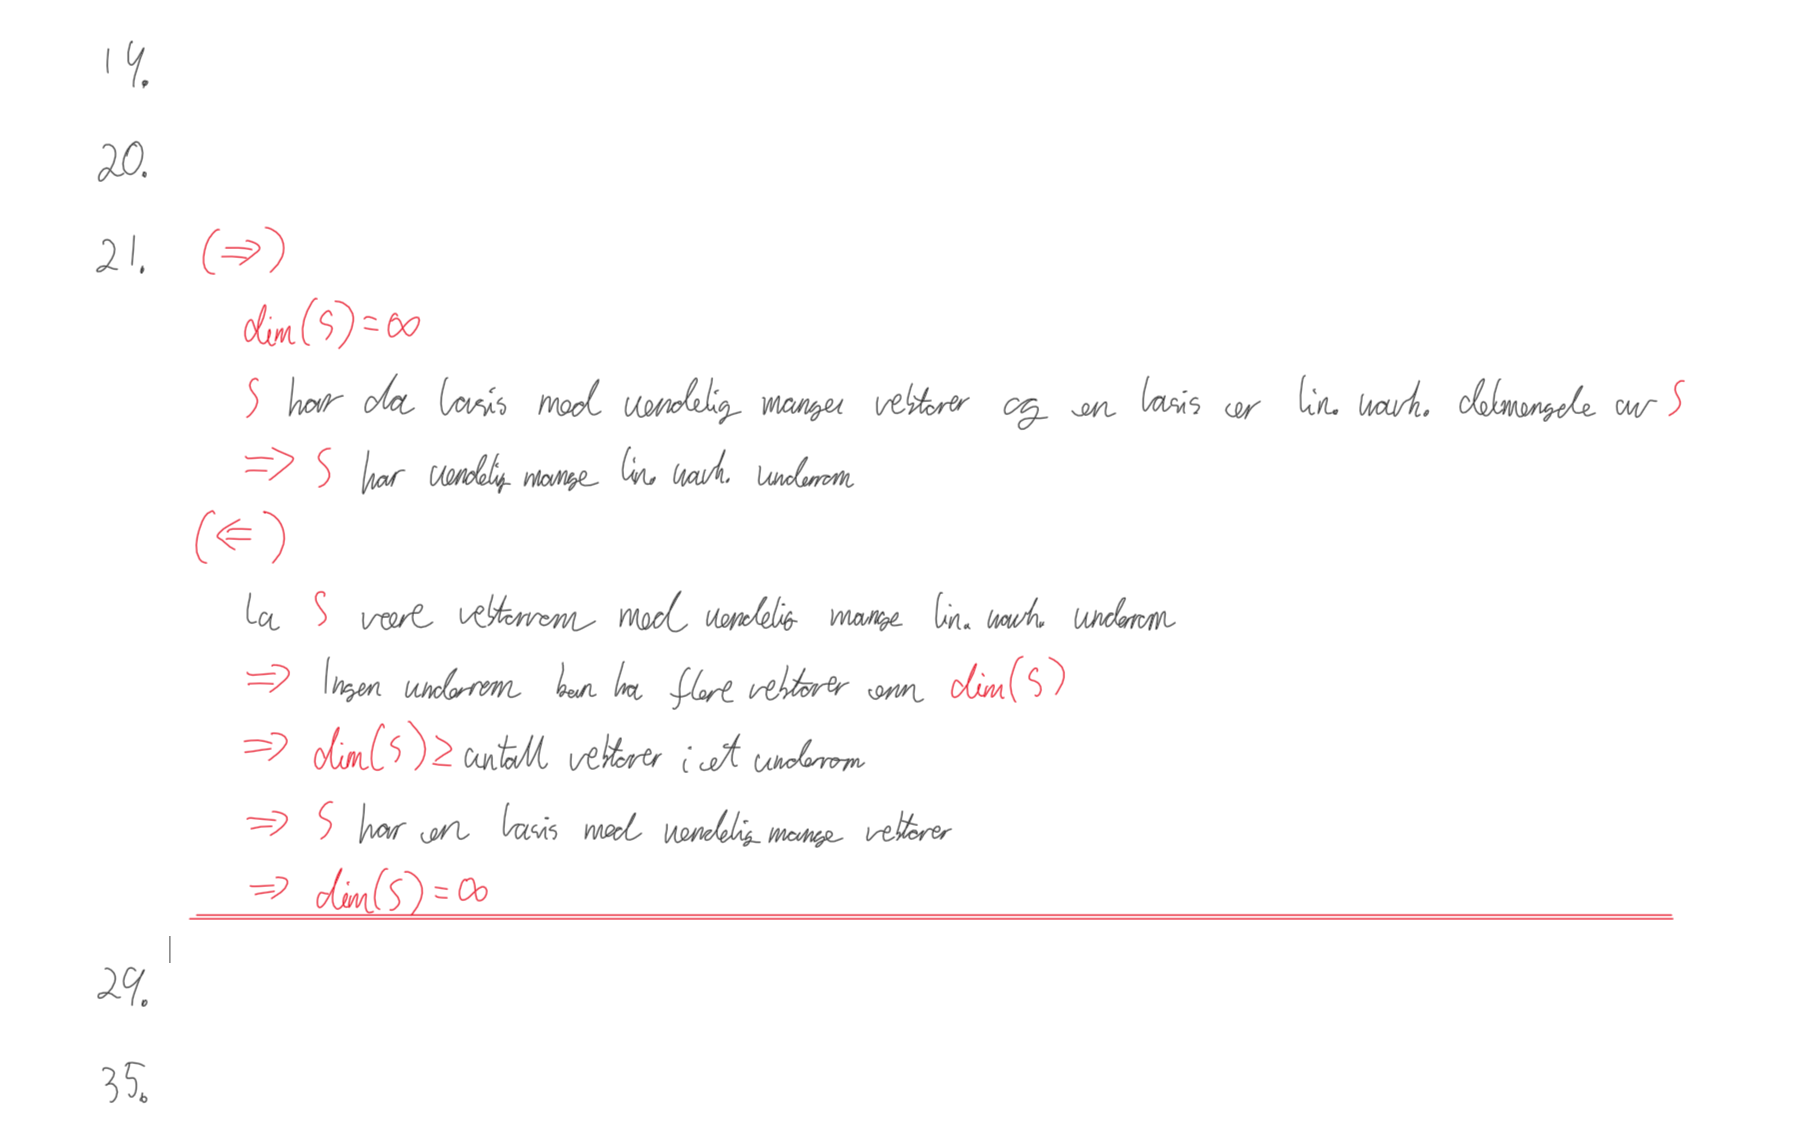 19.
20.
21. (⇒)
dim(S)=∞
S har da basis med uendelig mange vektorer og en basis er lin. uavh. delmengde av S
⇒ S har uendelig mange lin. uavh. underrom
(⇐)
La S være vektorrom med uendelig mange lin. uavh. underrom
⇒ Ingen underrom kan ha flere vektorer enn dim(S)
⇒ dim(S) ≥ antall vektorer i et underrom
⇒ S har en basis med uendelig mange vektorer
⇒ dim(S)=∞
29.
35.